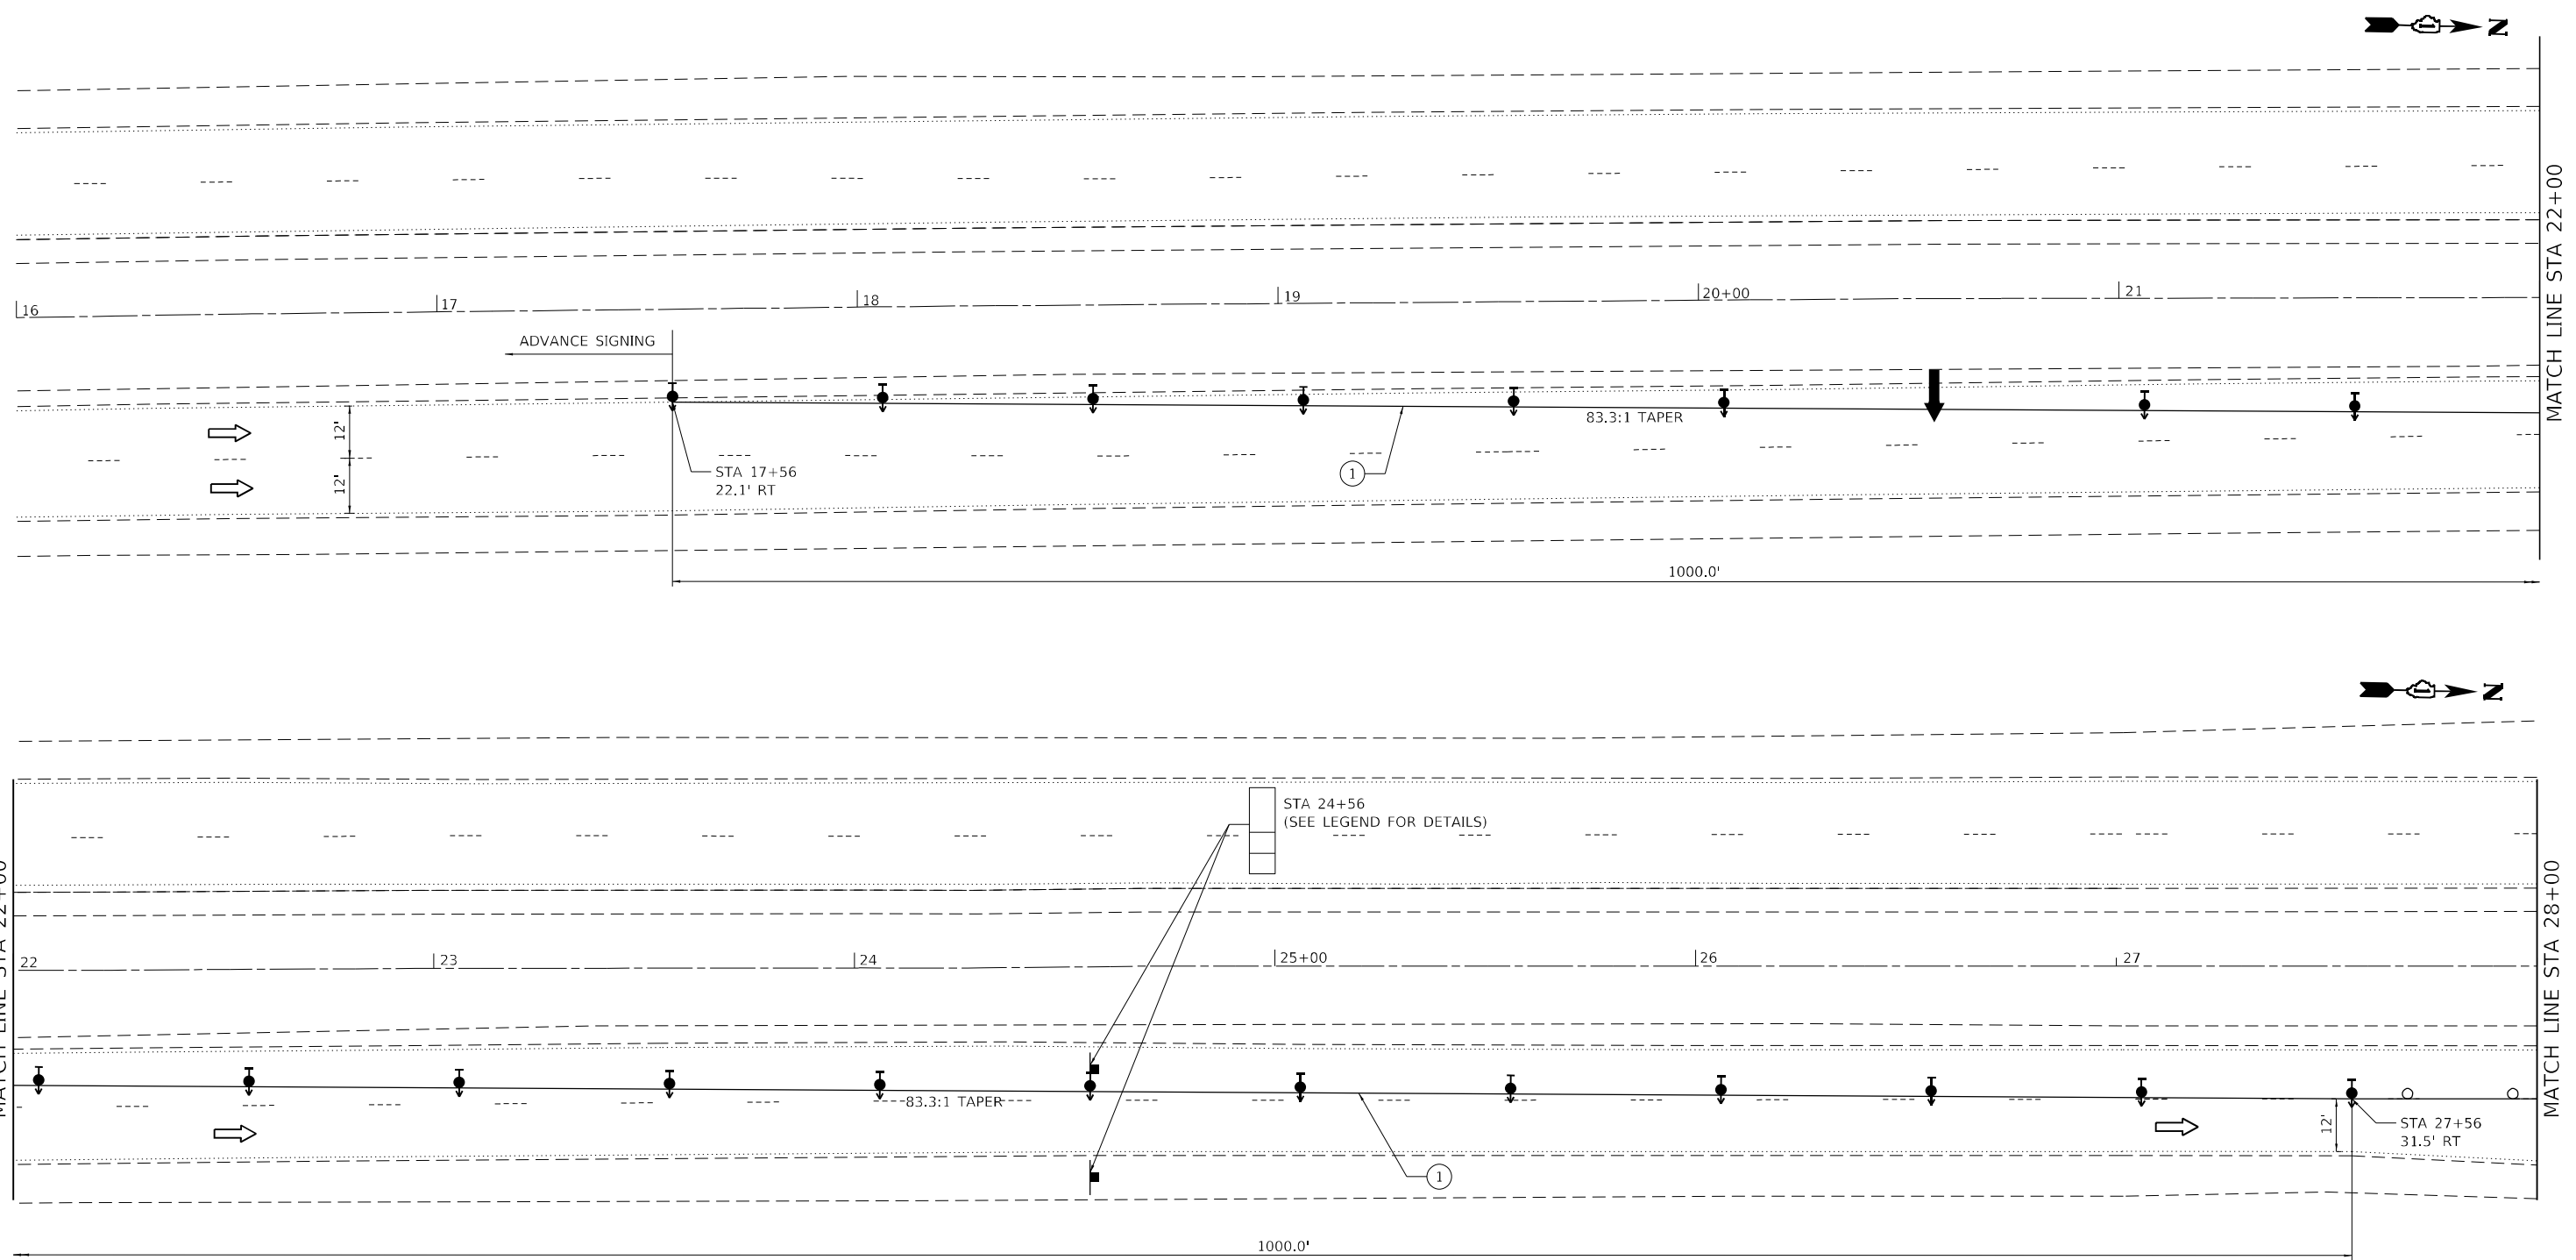 N
MATCH LINE STA 22+00
16
17
18
19
20+00
21
ADVANCE SIGNING
12'
12'
83.3:1 TAPER
STA 17+56
22.1' RT
1
1000.0'
N
STA 24+56
(SEE LEGEND FOR DETAILS)
MATCH LINE STA 22+00
MATCH LINE STA 28+00
22
23
24
25+00
26
27
83.3:1 TAPER
12'
STA 27+56
31.5' RT
1
1000.0'